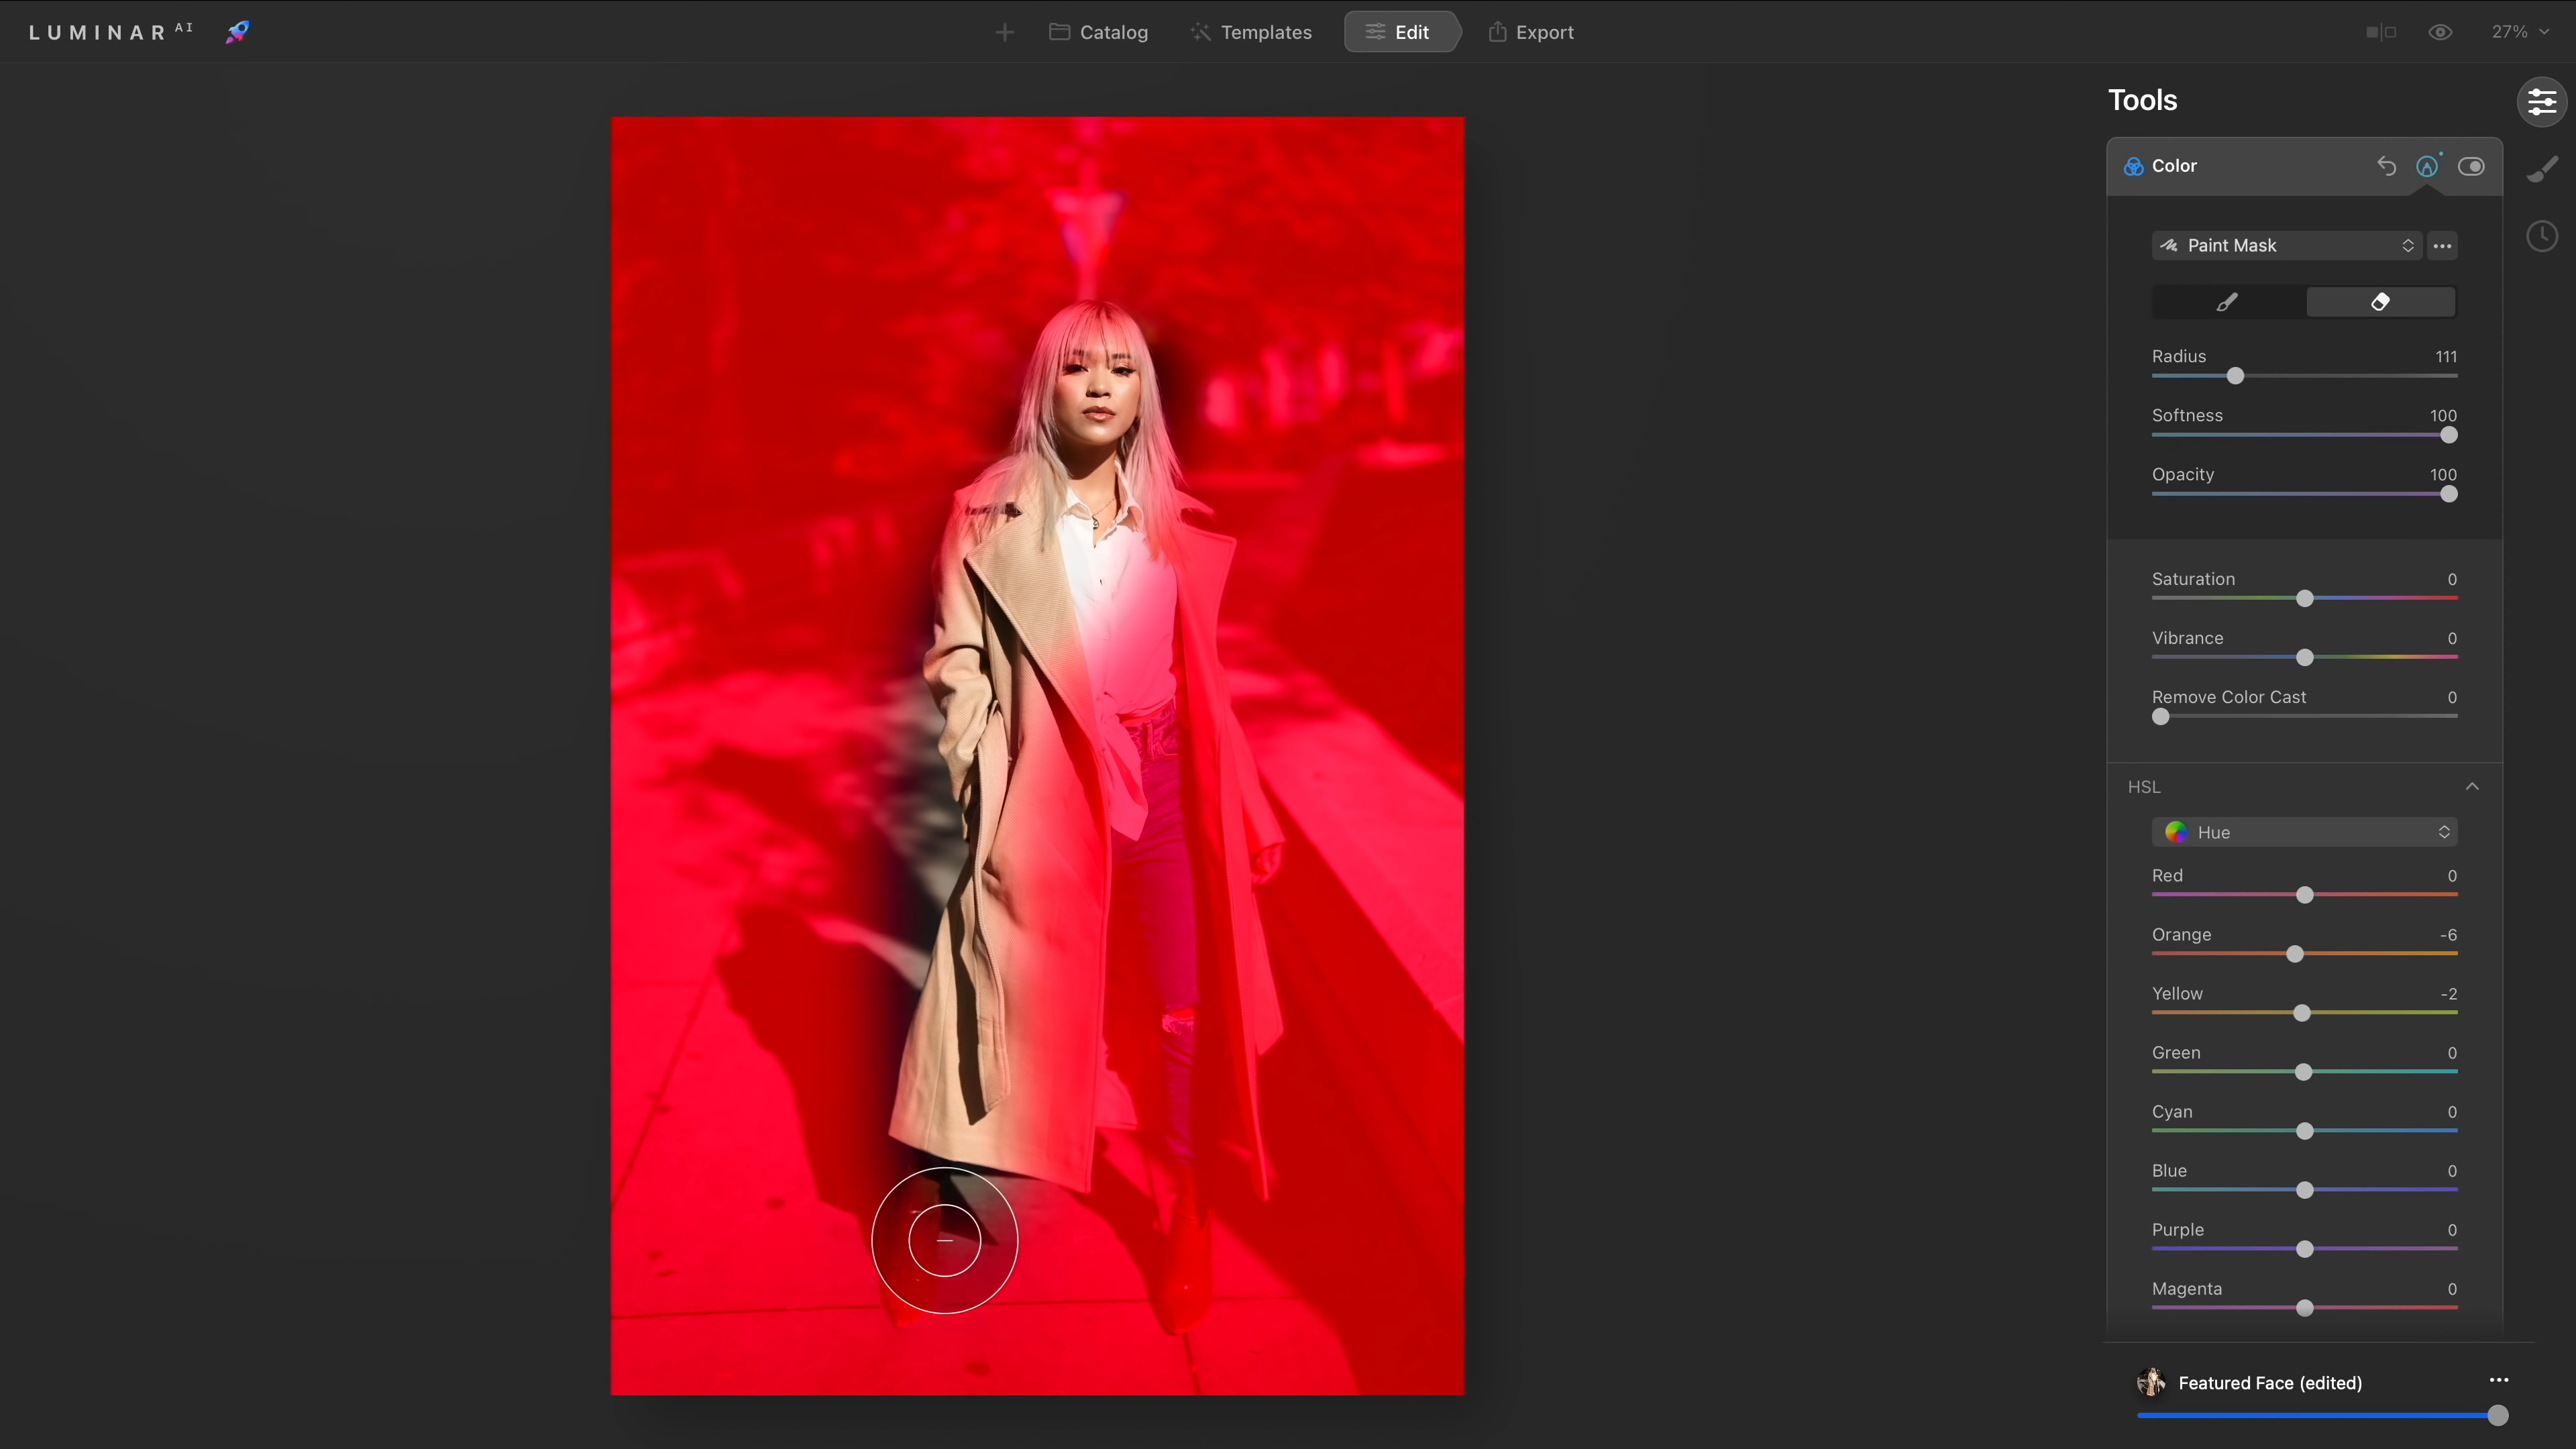 LUMINAR AI
Catalog
Templates
Edit
Export
27%
Tools
Color
Paint Mask
Radius 111
Softness 100
Opacity 100
Saturation 0
Vibrance 0
Remove Color Cast 0
HSL
Hue
Red 0
Orange -6
Yellow -2
Green 0
Cyan 0
Blue 0
Purple 0
Magenta 0
Featured Face (edited)